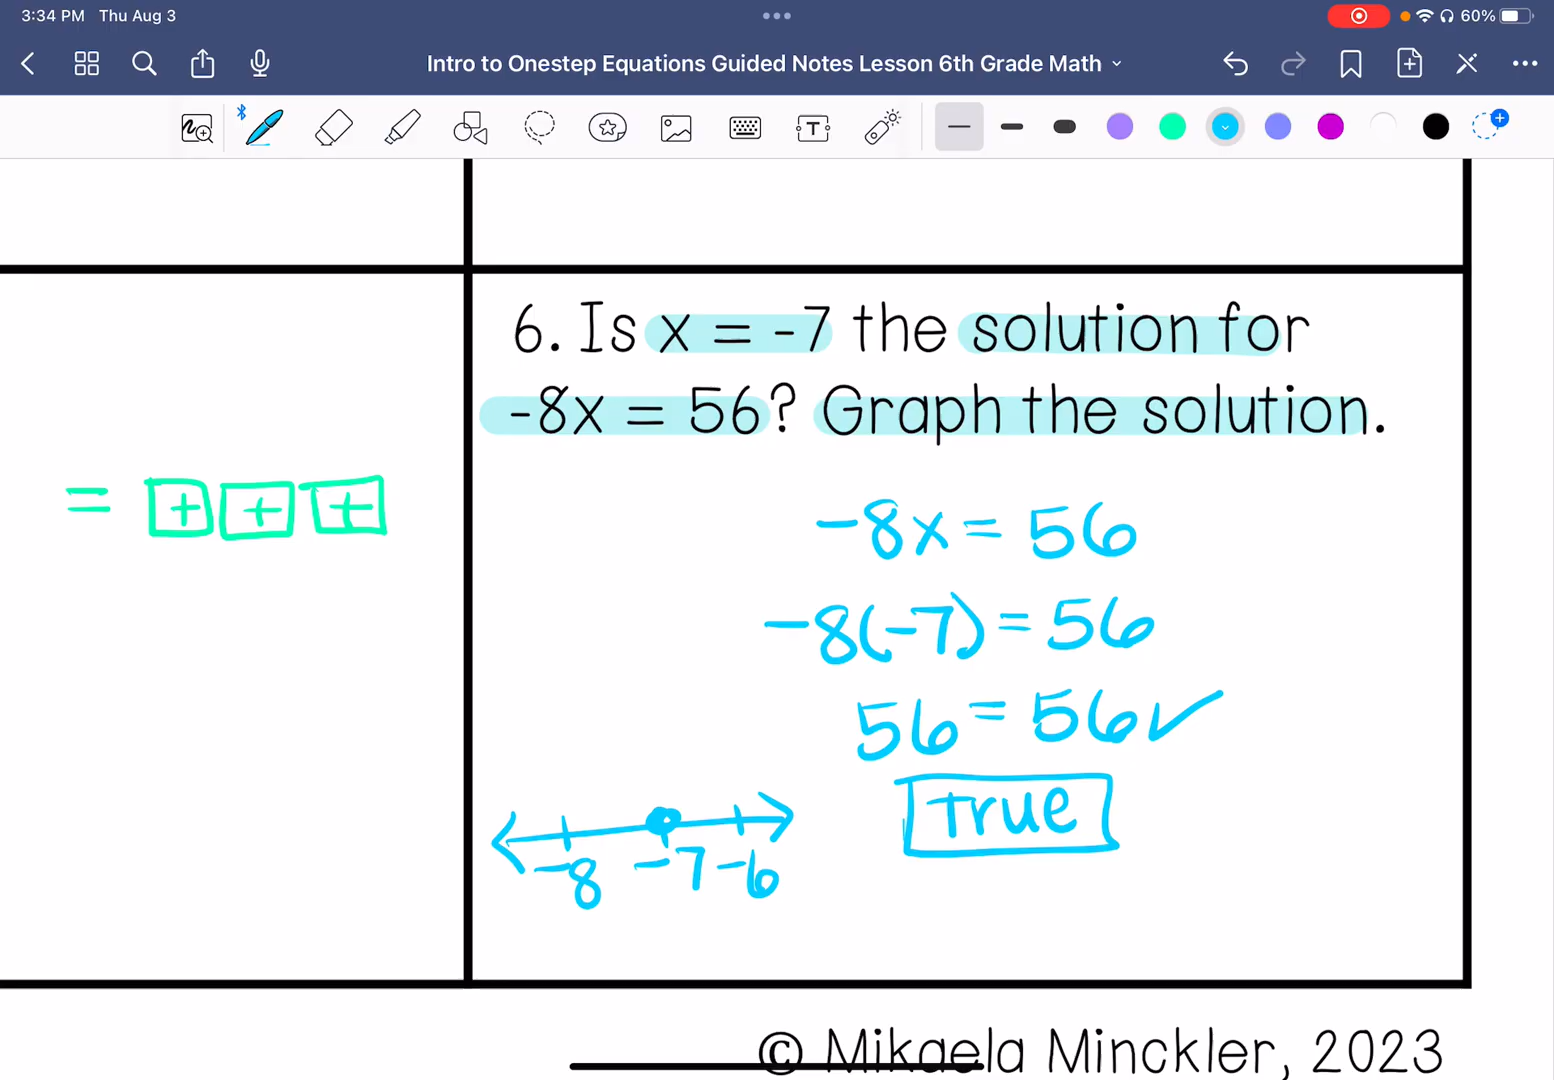 3:34 PM Thu Aug 3
60%
Intro to Onestep Equations Guided Notes Lesson 6th Grade Math
T
6. Is x = -7 the solution for
-8x = 56? Graph the solution.
= + + +
-8x = 56
-8(-7) = 56
56 = 56 ✓
True
-8 -7 -6
© Mikaela Minckler, 2023